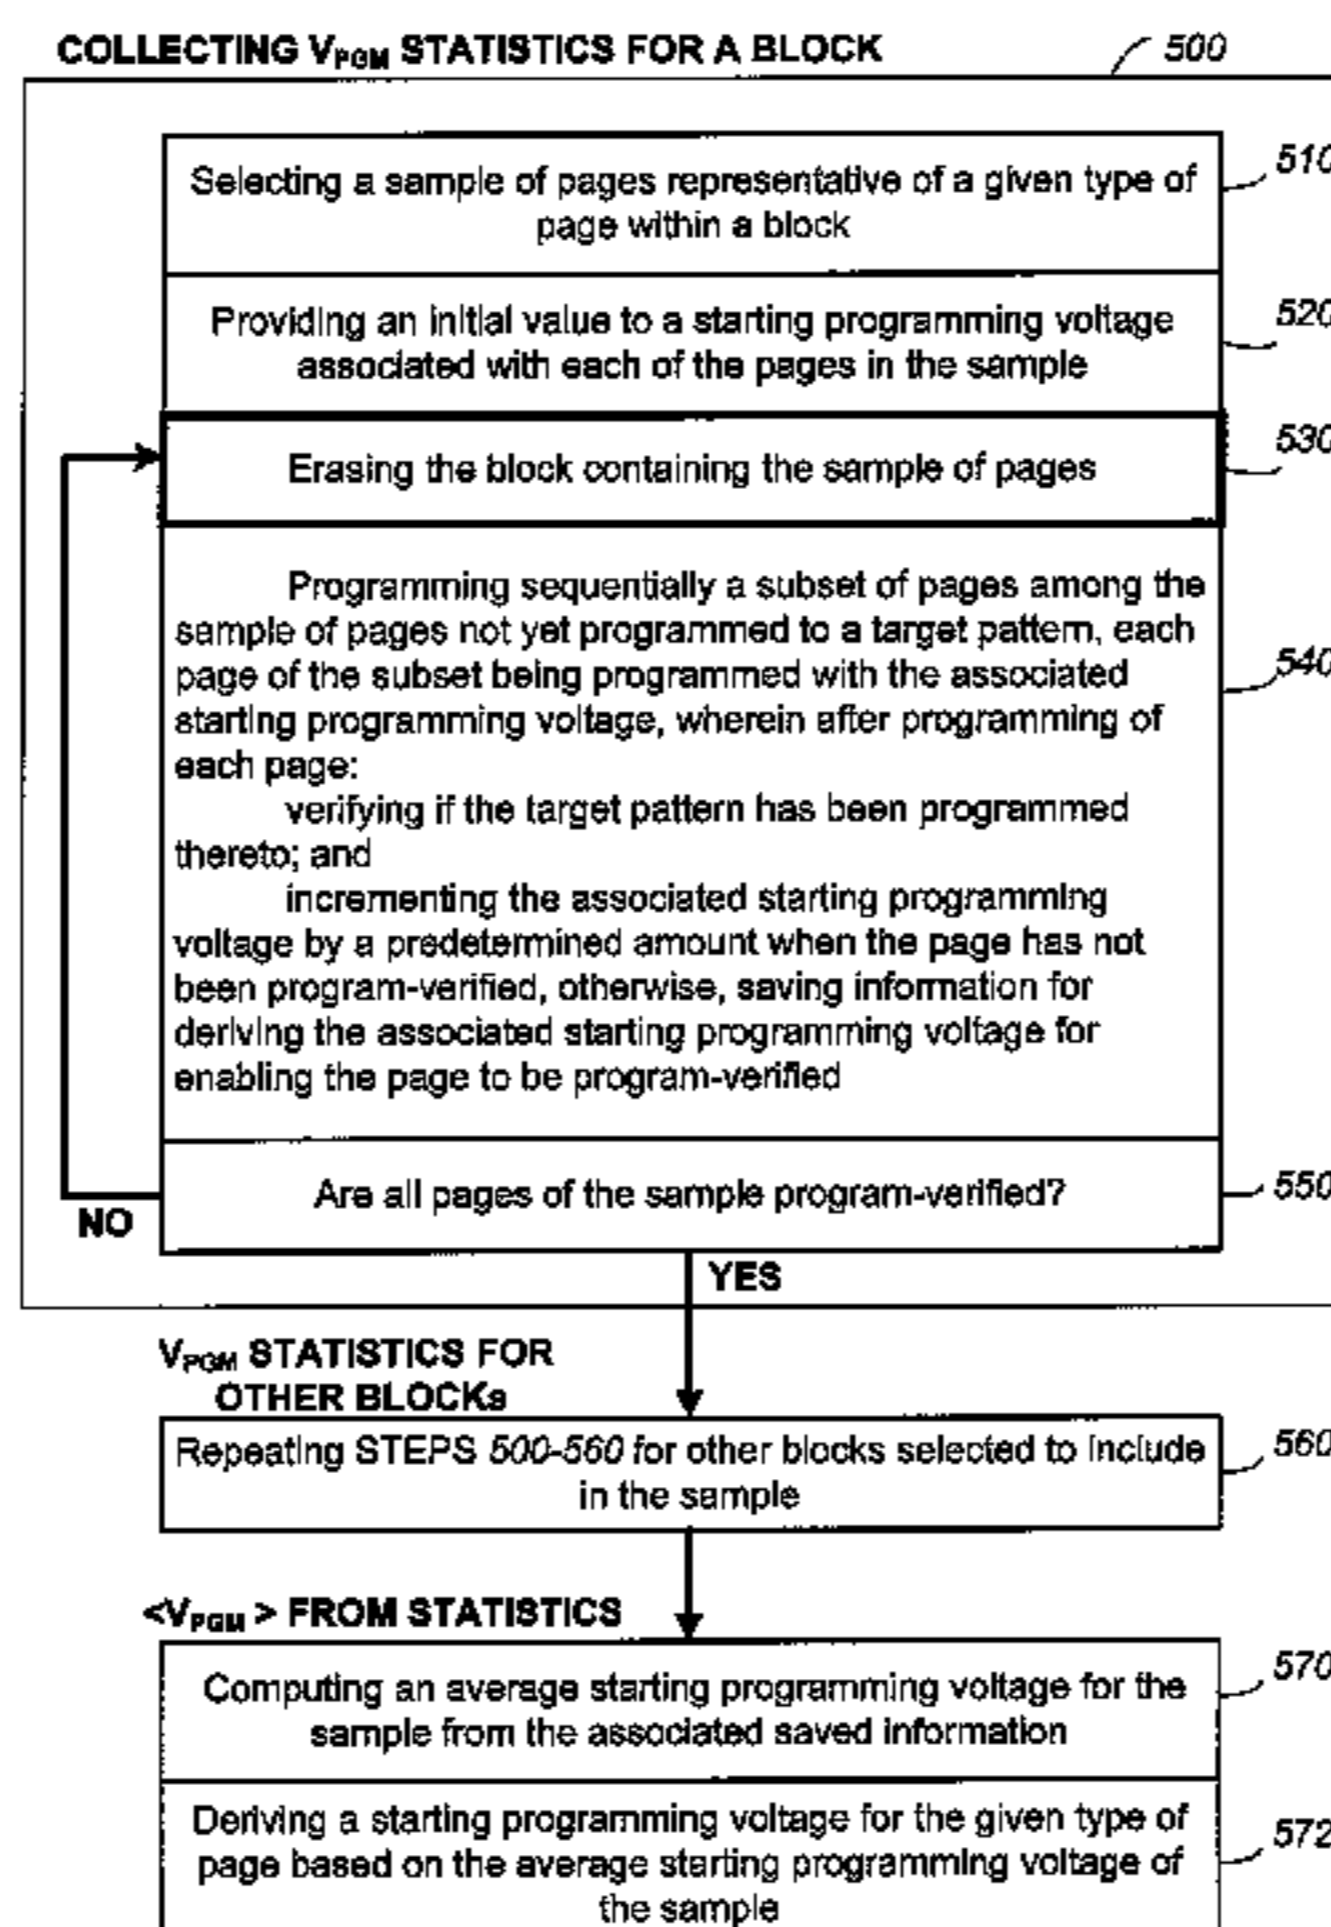 COLLECTING VPGM STATISTICS FOR A BLOCK
500
510
Selecting a sample of pages representative of a given type of
page within a block
520
Providing an initial value to a starting programming voltage
associated with each of the pages in the sample
530
Erasing the block containing the sample of pages
Programming sequentially a subset of pages among the
sample of pages not yet programmed to a target pattern, each
540
page of the subset being programmed with the associated
starting programming voltage, wherein after programming of
each page:
verifying if the target pattern has been programmed
thereto; and
incrementing the associated starting programming
voltage by a predetermined amount when the page has not
been program-verified, otherwise, saving information for
deriving the associated starting programming voltage for
enabling the page to be program-verified
Are all pages of the sample program-verified?
550
NO
YES
VPGM STATISTICS FOR
OTHER BLOCKs
Repeating STEPS 500-560 for other blocks selected to include
in the sample
560
<VPGM > FROM STATISTICS
570
Computing an average starting programming voltage for the
sample from the associated saved information
Deriving a starting programming voltage for the given type of
page based on the average starting programming voltage of
the sample
572